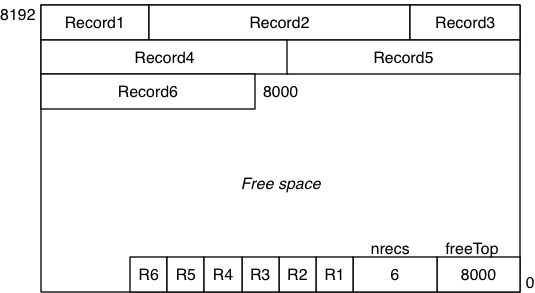 8192 Record1 Record2 Record3
Record4 Record5
Record6 8000
Free space
nrecs freeTop
R6 R5 R4 R3 R2 R1 6 8000 0